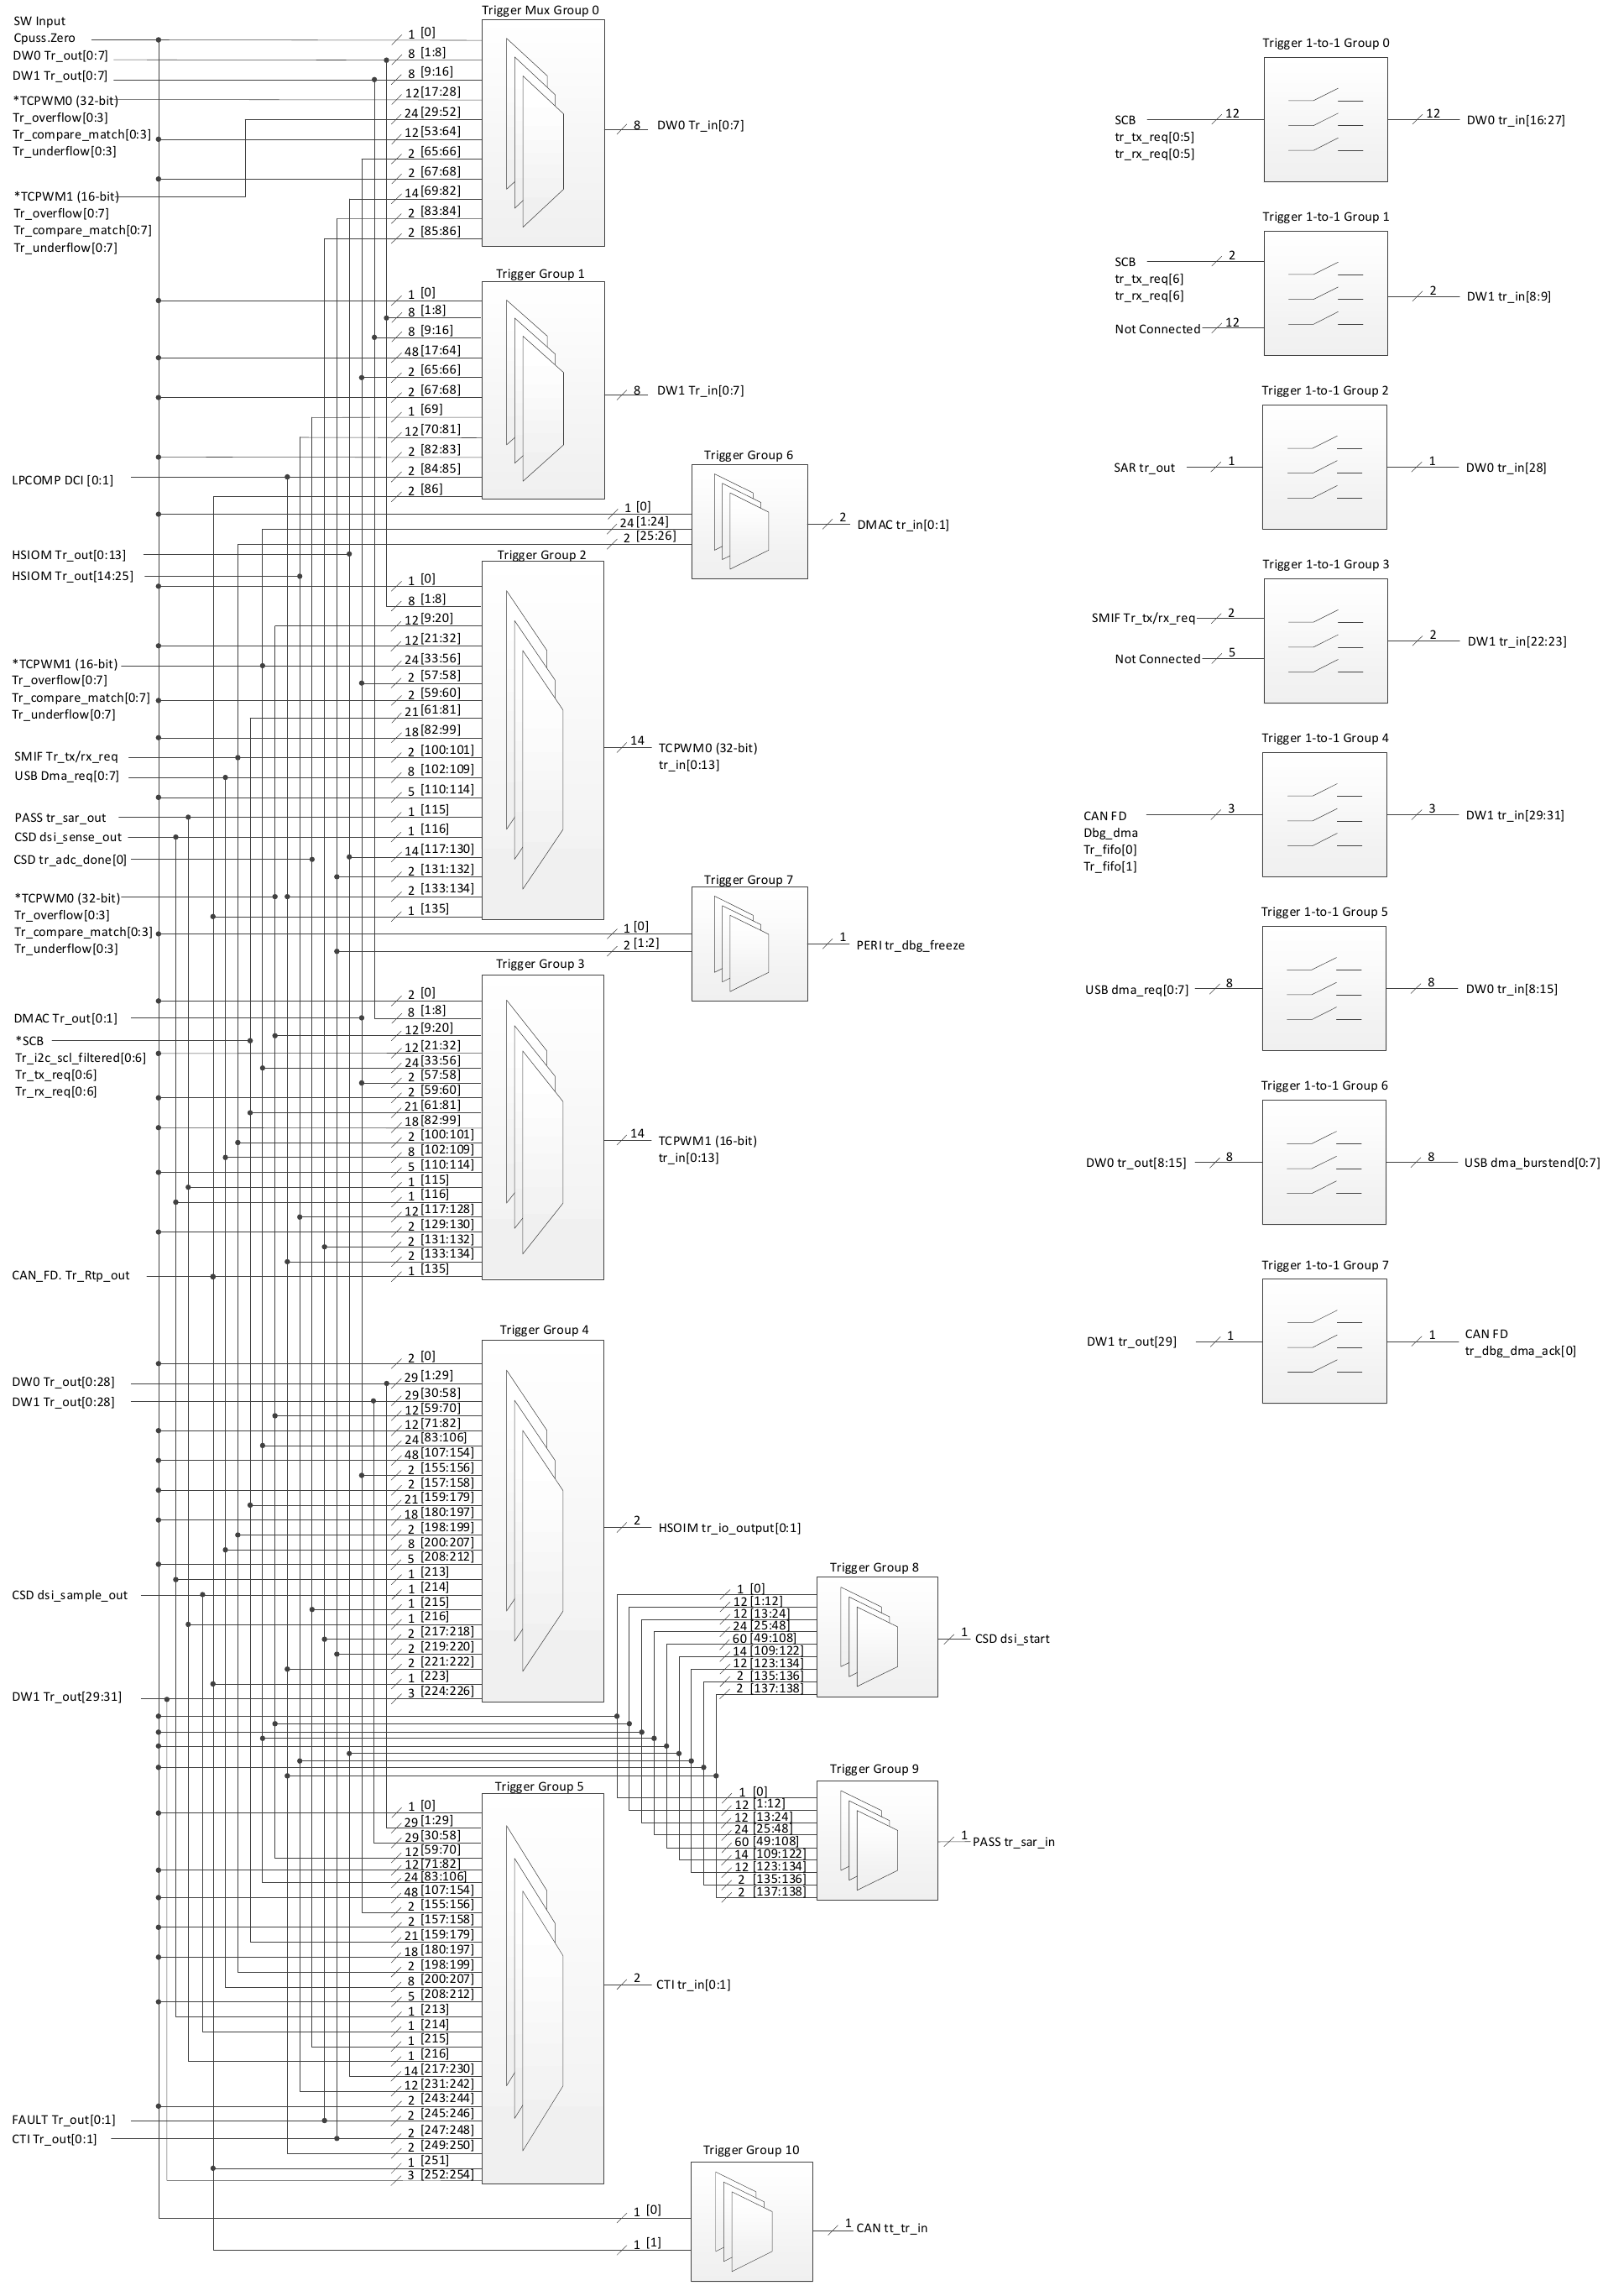 SW Input
Cpuss.Zero
DW0 Tr_out[0:7]
DW1 Tr_out[0:7]
*TCPWM0 (32-bit)
Tr_overflow[0:3]
Tr_compare_match[0:3]
Tr_underflow[0:3]
*TCPWM1 (16-bit)
Tr_overflow[0:7]
Tr_compare_match[0:7]
Tr_underflow[0:7]
Trigger Mux Group 0
1 [0]
8 [1:8]
8 [9:16]
12 [17:28]
24 [29:52]
12 [53:64]
2 [65:66]
2 [67:68]
14 [69:82]
2 [83:84]
2 [85:86]
8 DW0 Tr_in[0:7]
Trigger Group 1
1 [0]
8 [1:8]
8 [9:16]
48 [17:64]
2 [65:66]
2 [67:68]
1 [69]
12 [70:81]
2 [82:83]
2 [84:85]
2 [86]
8 DW1 Tr_in[0:7]
LPCOMP DCI [0:1]
Trigger Group 6
1 [0]
24 [1:24]
2 [25:26]
2 DMAC tr_in[0:1]
HSIOM Tr_out[0:13]
HSIOM Tr_out[14:25]
*TCPWM1 (16-bit)
Tr_overflow[0:7]
Tr_compare_match[0:7]
Tr_underflow[0:7]
SMIF Tr_tx/rx_req
USB Dma_req[0:7]
PASS tr_sar_out
CSD dsi_sense_out
CSD tr_adc_done[0]
*TCPWM0 (32-bit)
Tr_overflow[0:3]
Tr_compare_match[0:3]
Tr_underflow[0:3]
Trigger Group 2
1 [0]
8 [1:8]
12 [9:20]
12 [21:32]
24 [33:56]
2 [57:58]
2 [59:60]
21 [61:81]
18 [82:99]
2 [100:101]
8 [102:109]
5 [110:114]
1 [115]
1 [116]
14 [117:130]
2 [131:132]
2 [133:134]
1 [135]
14 TCPWM0 (32-bit)
tr_in[0:13]
Trigger Group 7
1 [0]
2 [1:2]
1 PERI tr_dbg_freeze
DMAC Tr_out[0:1]
*SCB
Tr_i2c_scl_filtered[0:6]
Tr_tx_req[0:6]
Tr_rx_req[0:6]
CAN_FD. Tr_Rtp_out
Trigger Group 3
2 [0]
8 [1:8]
12 [9:20]
12 [21:32]
24 [33:56]
2 [57:58]
2 [59:60]
21 [61:81]
18 [82:99]
2 [100:101]
8 [102:109]
5 [110:114]
1 [115]
1 [116]
12 [117:128]
2 [129:130]
2 [131:132]
2 [133:134]
1 [135]
14 TCPWM1 (16-bit)
tr_in[0:13]
DW0 Tr_out[0:28]
DW1 Tr_out[0:28]
CSD dsi_sample_out
DW1 Tr_out[29:31]
Trigger Group 4
2 [0]
29 [1:29]
29 [30:58]
12 [59:70]
12 [71:82]
24 [83:106]
48 [107:154]
2 [155:156]
2 [157:158]
21 [159:179]
18 [180:197]
2 [198:199]
8 [200:207]
5 [208:212]
1 [213]
1 [214]
1 [215]
1 [216]
2 [217:218]
2 [219:220]
2 [221:222]
1 [223]
3 [224:226]
2 HSOIM tr_io_output[0:1]
Trigger Group 8
1 [0]
12 [1:12]
12 [13:24]
24 [25:48]
60 [49:108]
14 [109:122]
12 [123:134]
2 [135:136]
2 [137:138]
1 CSD dsi_start
Trigger Group 9
1 [0]
12 [1:12]
12 [13:24]
24 [25:48]
60 [49:108]
14 [109:122]
12 [123:134]
2 [135:136]
2 [137:138]
1 PASS tr_sar_in
FAULT Tr_out[0:1]
CTI Tr_out[0:1]
Trigger Group 5
1 [0]
29 [1:29]
29 [30:58]
12 [59:70]
12 [71:82]
24 [83:106]
48 [107:154]
2 [155:156]
2 [157:158]
21 [159:179]
18 [180:197]
2 [198:199]
8 [200:207]
5 [208:212]
1 [213]
1 [214]
1 [215]
1 [216]
14 [217:230]
12 [231:242]
2 [243:244]
2 [245:246]
2 [247:248]
2 [249:250]
1 [251]
3 [252:254]
2 CTI tr_in[0:1]
Trigger Group 10
1 [0]
1 [1]
1 CAN tt_tr_in
Trigger 1-to-1 Group 0
SCB 12
tr_tx_req[0:5]
tr_rx_req[0:5]
12 DW0 tr_in[16:27]
Trigger 1-to-1 Group 1
SCB 2
tr_tx_req[6]
tr_rx_req[6]
Not Connected 12
2 DW1 tr_in[8:9]
Trigger 1-to-1 Group 2
SAR tr_out 1
1 DW0 tr_in[28]
Trigger 1-to-1 Group 3
SMIF Tr_tx/rx_req 2
Not Connected 5
2 DW1 tr_in[22:23]
Trigger 1-to-1 Group 4
CAN FD 3
Dbg_dma
Tr_fifo[0]
Tr_fifo[1]
3 DW1 tr_in[29:31]
Trigger 1-to-1 Group 5
USB dma_req[0:7] 8
8 DW0 tr_in[8:15]
Trigger 1-to-1 Group 6
DW0 tr_out[8:15] 8
8 USB dma_burstend[0:7]
Trigger 1-to-1 Group 7
DW1 tr_out[29] 1
1 CAN FD
tr_dbg_dma_ack[0]